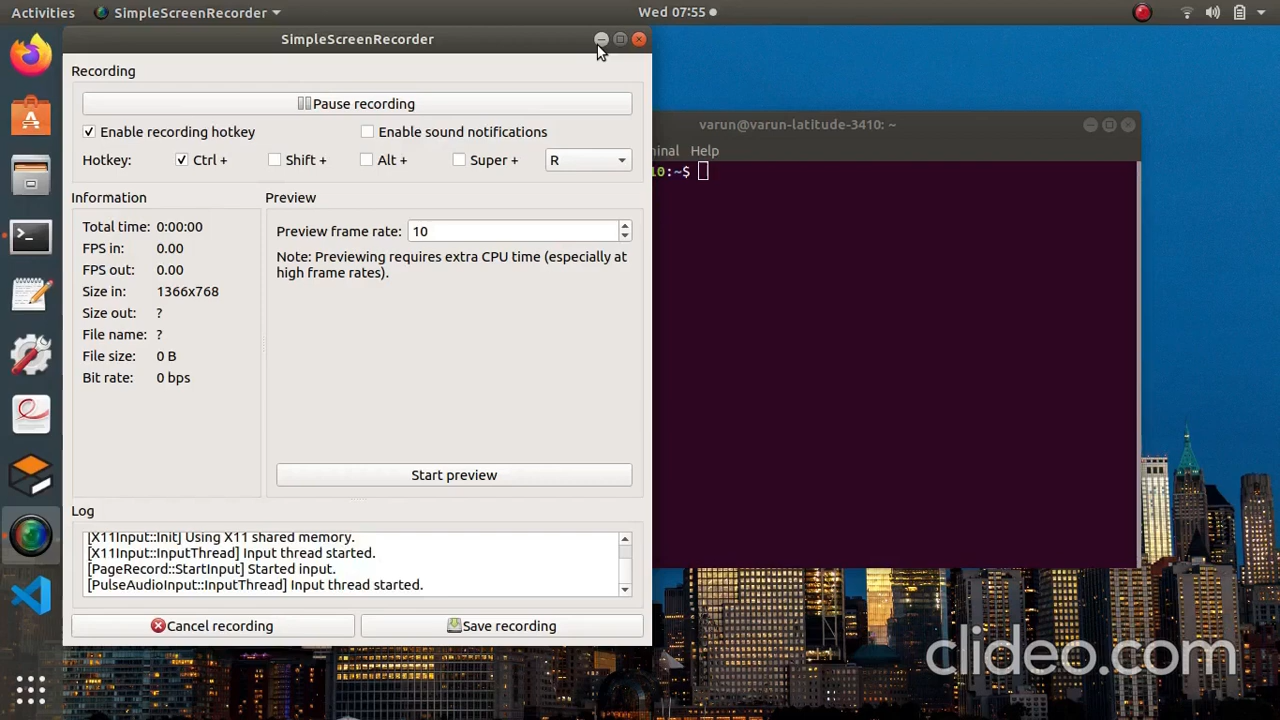 Activities SimpleScreenRecorder Wed 07:55
SimpleScreenRecorder
Recording
Pause recording
Enable recording hotkey Enable sound notifications
Hotkey: Ctrl + Shift + Alt + Super + R
Information
Total time: 0:00:00
FPS in: 0.00
FPS out: 0.00
Size in: 1366x768
Size out: ?
File name: ?
File size: 0 B
Bit rate: 0 bps
Preview
Preview frame rate: 10
Note: Previewing requires extra CPU time (especially at
high frame rates).
Start preview
Log
[X11Input::Init] Using X11 shared memory.
[X11Input::InputThread] Input thread started.
[PageRecord::StartInput] Started input.
[PulseAudioInput::InputThread] Input thread started.
Cancel recording Save recording
varun@varun-latitude-3410: ~
minal Help
10:~$
clideo.com